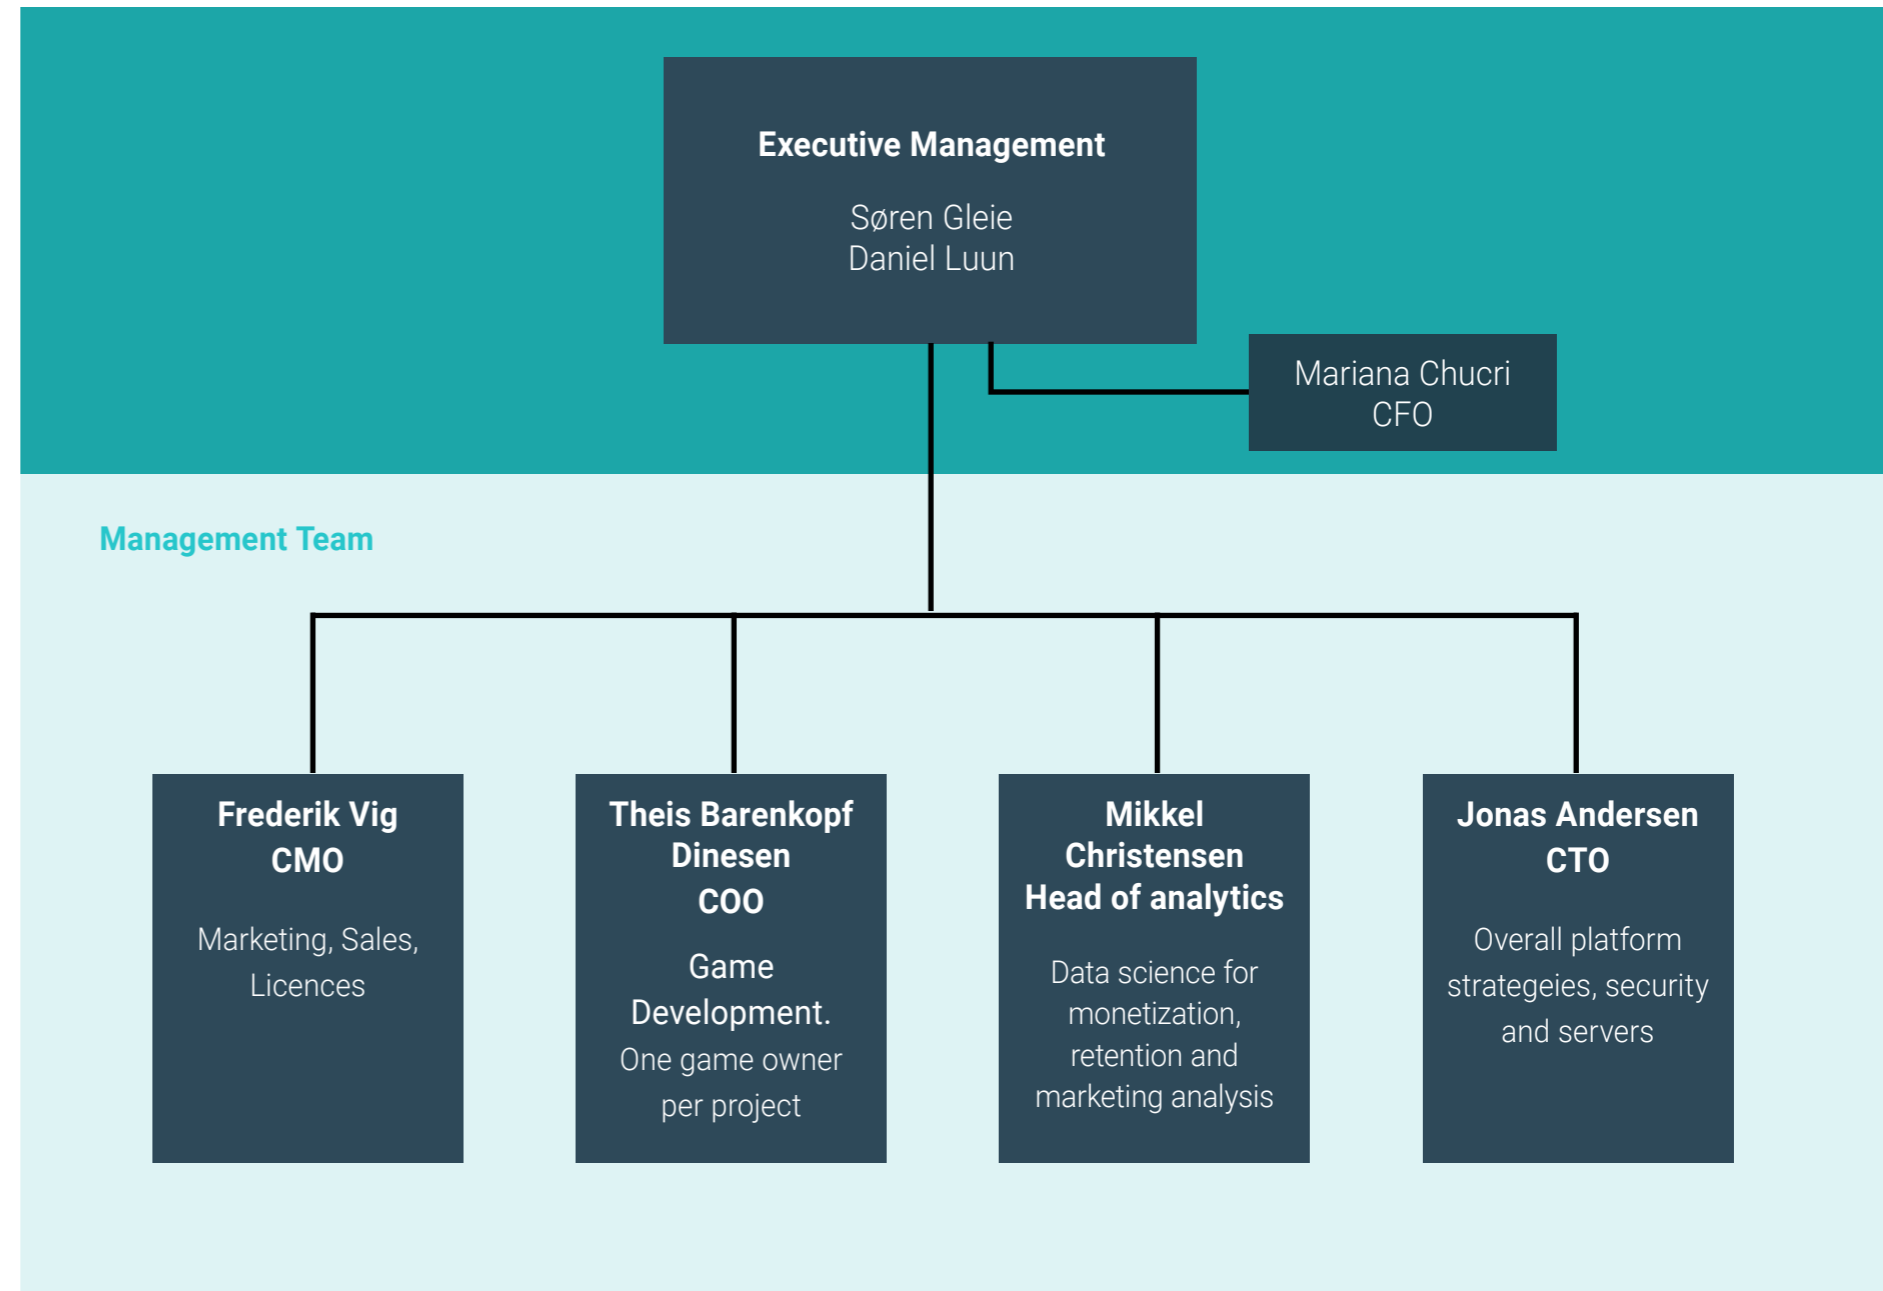 Executive Management
Søren Gleie
Daniel Luun
Mariana Chucri
CFO
Management Team
Frederik Vig
CMO
Marketing, Sales,
Licences
Theis Barenkopf
Dinesen
COO
Game
Development.
One game owner
per project
Mikkel
Christensen
Head of analytics
Data science for
monetization,
retention and
marketing analysis
Jonas Andersen
CTO
Overall platform
strategeies, security
and servers